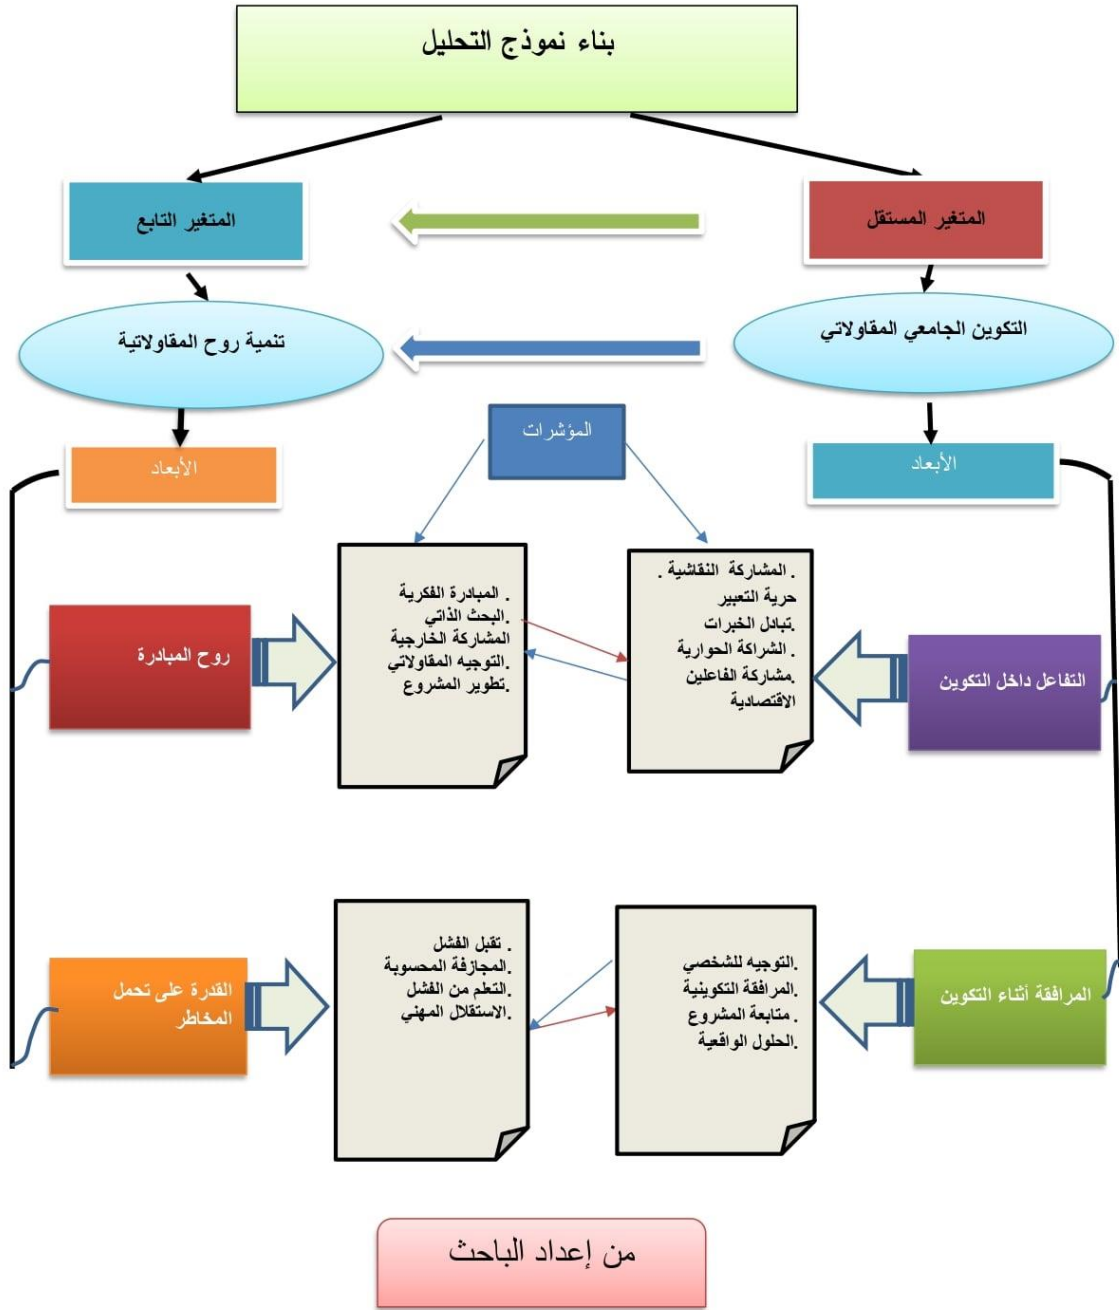 بناء نموذج التحليل
المتغير المستقل
المتغير التابع
التكوين الجامعي المقاولاتي
تنمية روح المقاولاتية
المؤشرات
الأبعاد
الأبعاد
التفاعل داخل التكوين
. المشاركة النقاشية .
حرية التعبير
.تبادل الخبرات
. الشراكة الحوارية
.مشاركة الفاعلين
الاقتصادية
. المبادرة الفكرية
.البحث الذاتي
المشاركة الخارجية
.التوجيه المقاولاتي
.تطوير المشروع
روح المبادرة
المرافقة أثناء التكوين
.التوجيه للشخصي
.المرافقة التكوينية
. متابعة المشروع
.الحلول الواقعية
. تقبل الفشل
.المجازفة المحسوبة
.التعلم من الفشل
.الاستقلال المهني
القدرة على تحمل
المخاطر
من إعداد الباحث